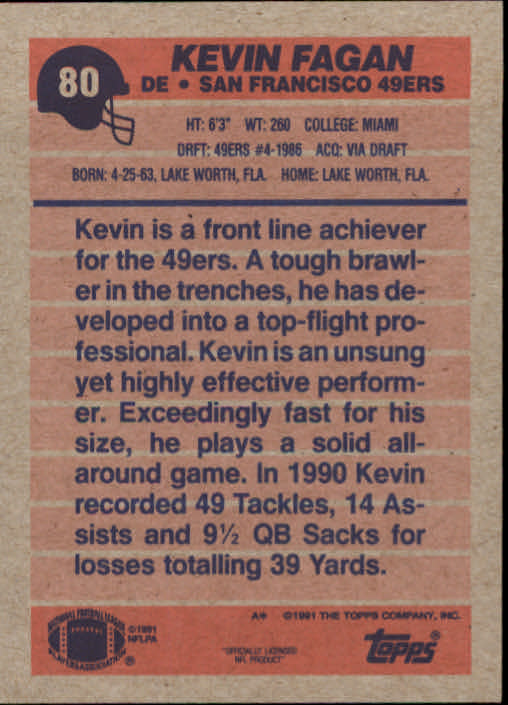 80
KEVIN FAGAN
DE • SAN FRANCISCO 49ERS
HT: 6'3" WT: 260 COLLEGE: MIAMI
DRFT: 49ERS #4-1986 ACQ: VIA DRAFT
BORN: 4-25-63, LAKE WORTH, FLA. HOME: LAKE WORTH, FLA.
Kevin is a front line achiever
for the 49ers. A tough brawl-
er in the trenches, he has de-
veloped into a top-flight pro-
fessional. Kevin is an unsung
yet highly effective perform-
er. Exceedingly fast for his
size, he plays a solid all-
around game. In 1990 Kevin
recorded 49 Tackles, 14 As-
sists and 9½ QB Sacks for
losses totalling 39 Yards.
A* ©1991 THE TOPPS COMPANY, INC.
NATIONAL FOOTBALL LEAGUE
PLAYERS ASSOCIATION
®
©1991
NFLPA
"OFFICIALLY LICENSED
NFL PRODUCT"
topps®